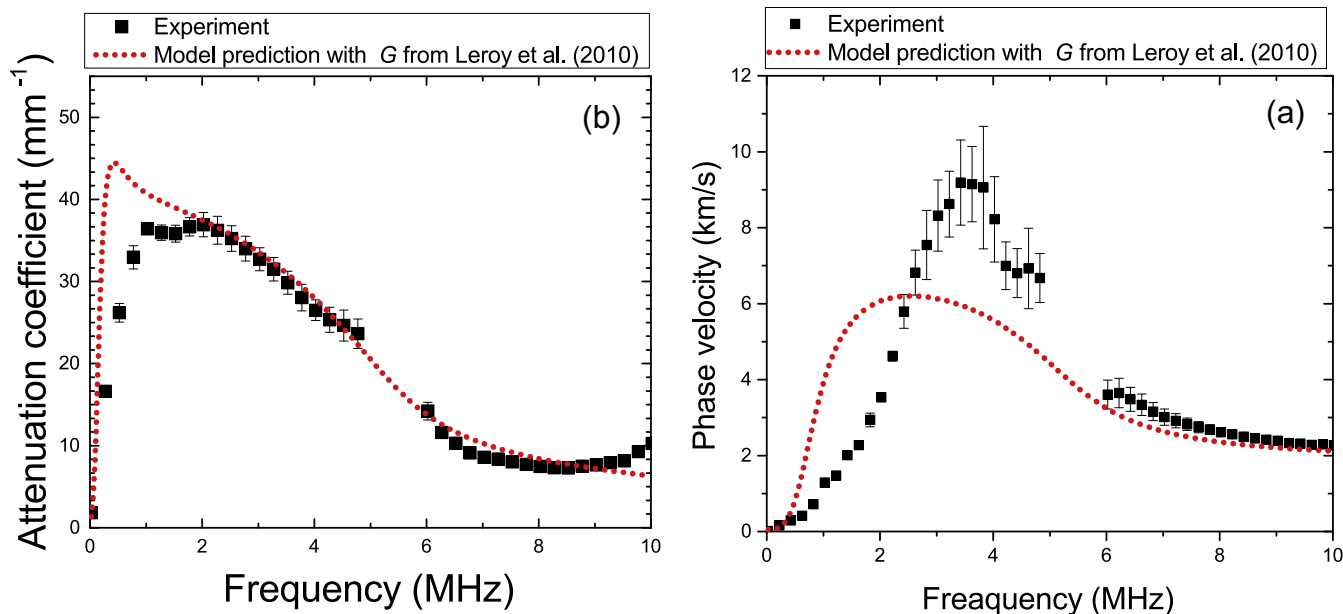 Experiment
Model prediction with G from Leroy et al. (2010)
(b)
Attenuation coefficient (mm⁻¹)
50
40
30
20
10
0
0 2 4 6 8 10
Frequency (MHz)
Experiment
Model prediction with G from Leroy et al. (2010)
(a)
Phase velocity (km/s)
12
10
8
6
4
2
0
0 2 4 6 8 10
Freaquency (MHz)